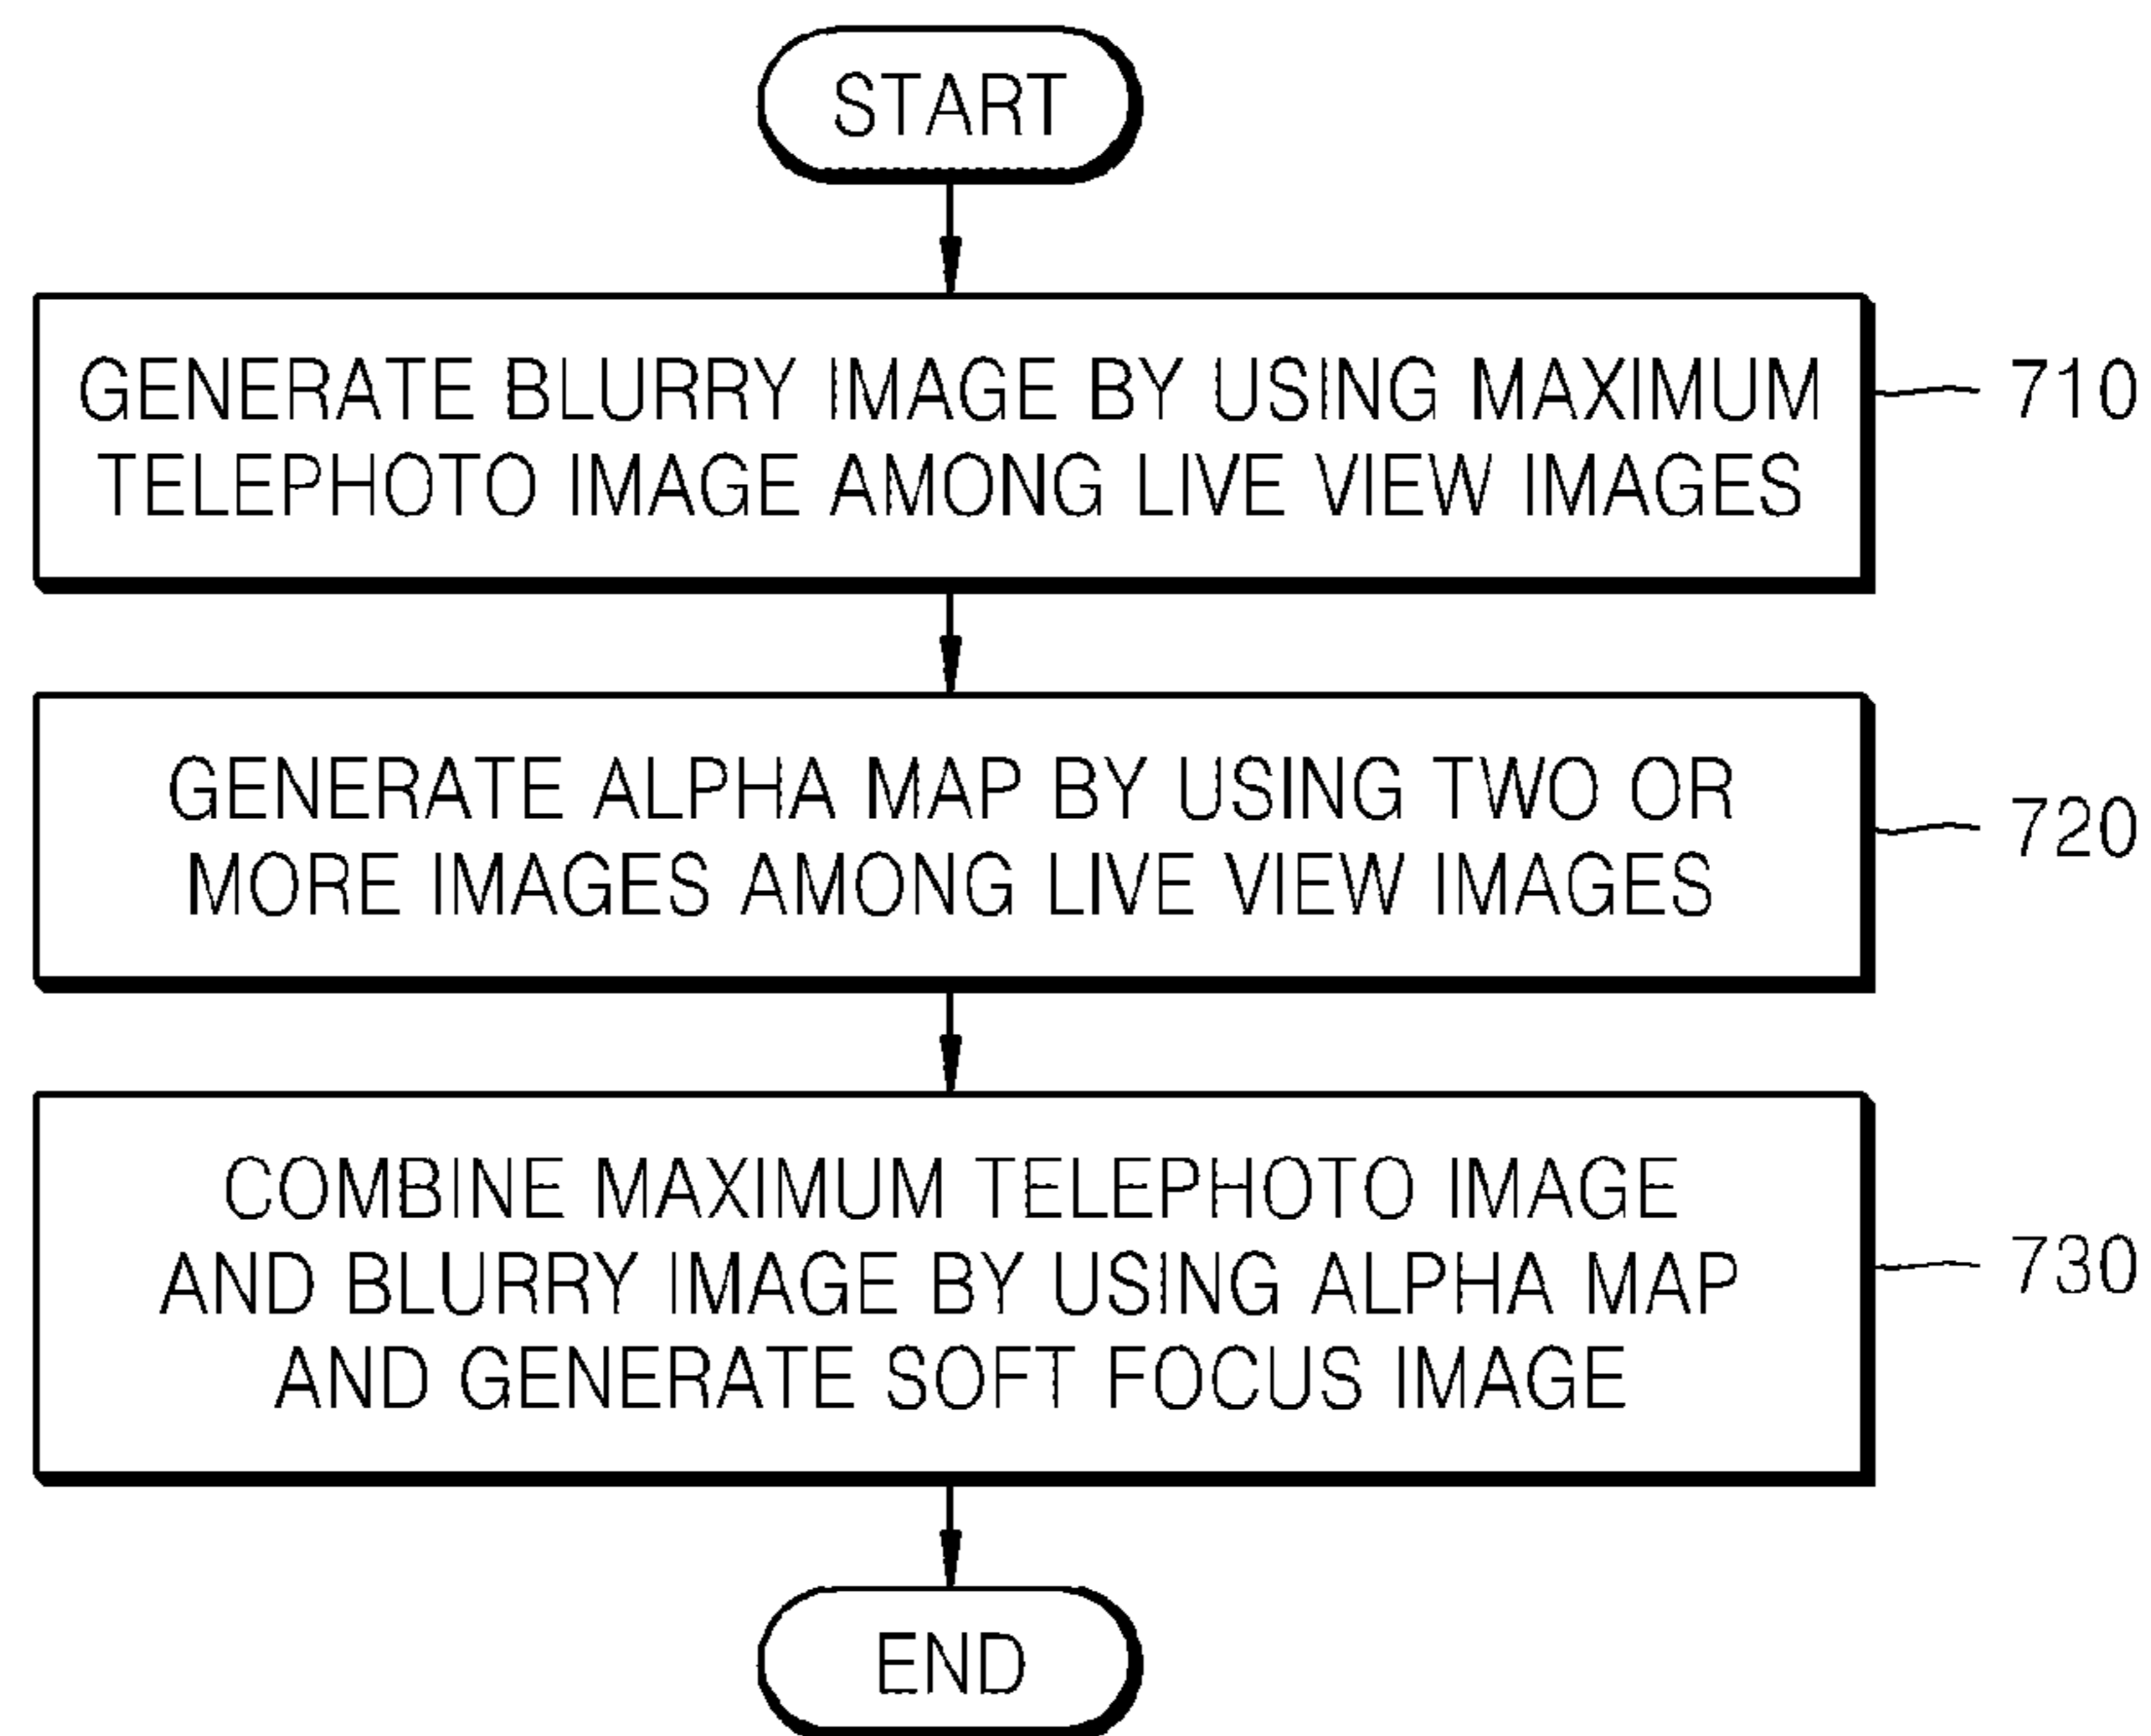 START
GENERATE BLURRY IMAGE BY USING MAXIMUM
TELEPHOTO IMAGE AMONG LIVE VIEW IMAGES
710
GENERATE ALPHA MAP BY USING TWO OR
MORE IMAGES AMONG LIVE VIEW IMAGES
720
COMBINE MAXIMUM TELEPHOTO IMAGE
AND BLURRY IMAGE BY USING ALPHA MAP
AND GENERATE SOFT FOCUS IMAGE
730
END